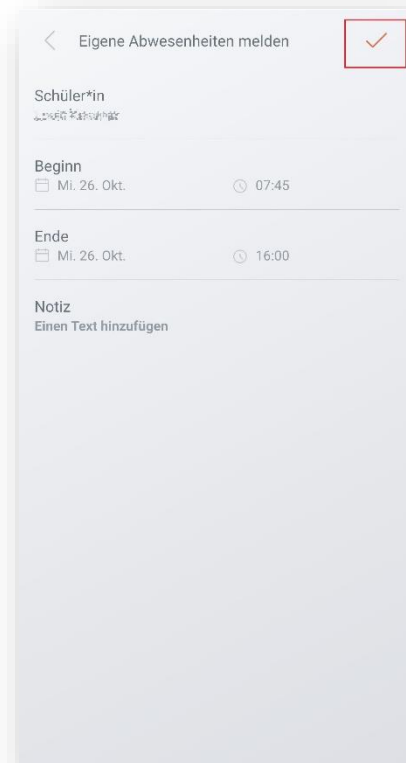 Eigene Abwesenheiten melden
Schüler*in
Beginn
Mi. 26. Okt. 07:45
Ende
Mi. 26. Okt. 16:00
Notiz
Einen Text hinzufügen